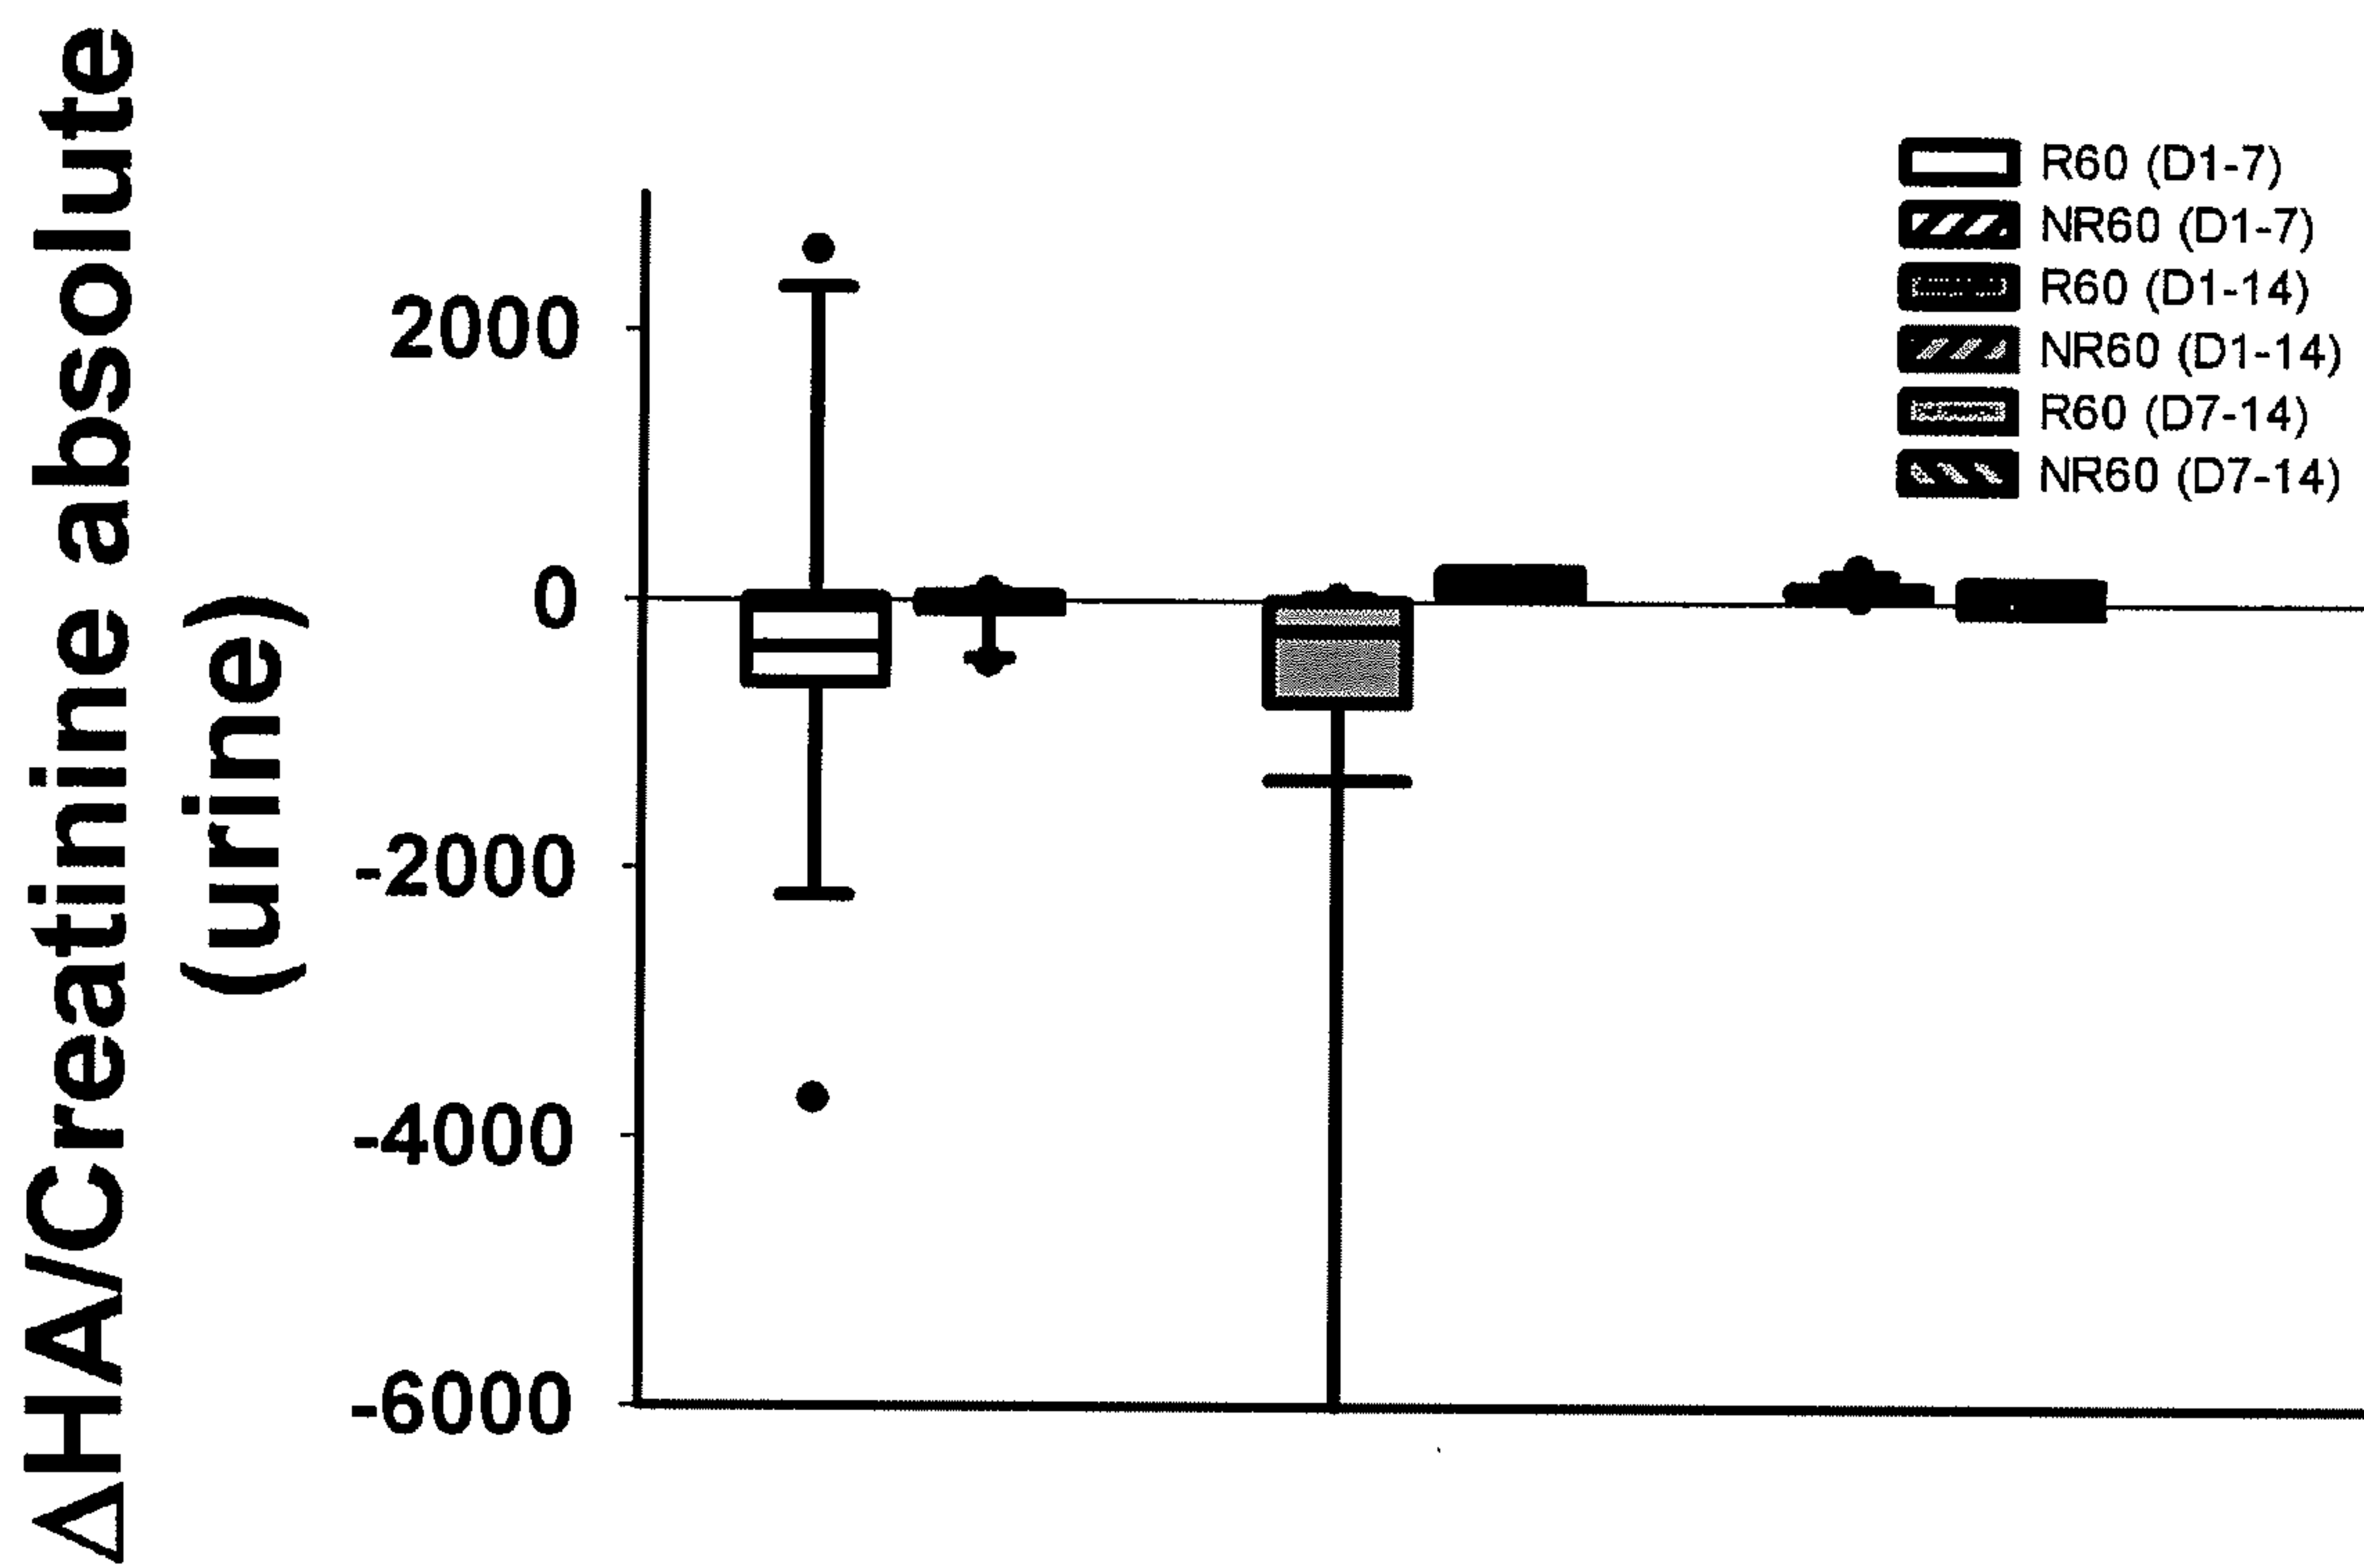 ΔHA/Creatinine absolute
(urine)
2000
0
-2000
-4000
-6000
R60 (D1-7)
NR60 (D1-7)
R60 (D1-14)
NR60 (D1-14)
R60 (D7-14)
NR60 (D7-14)